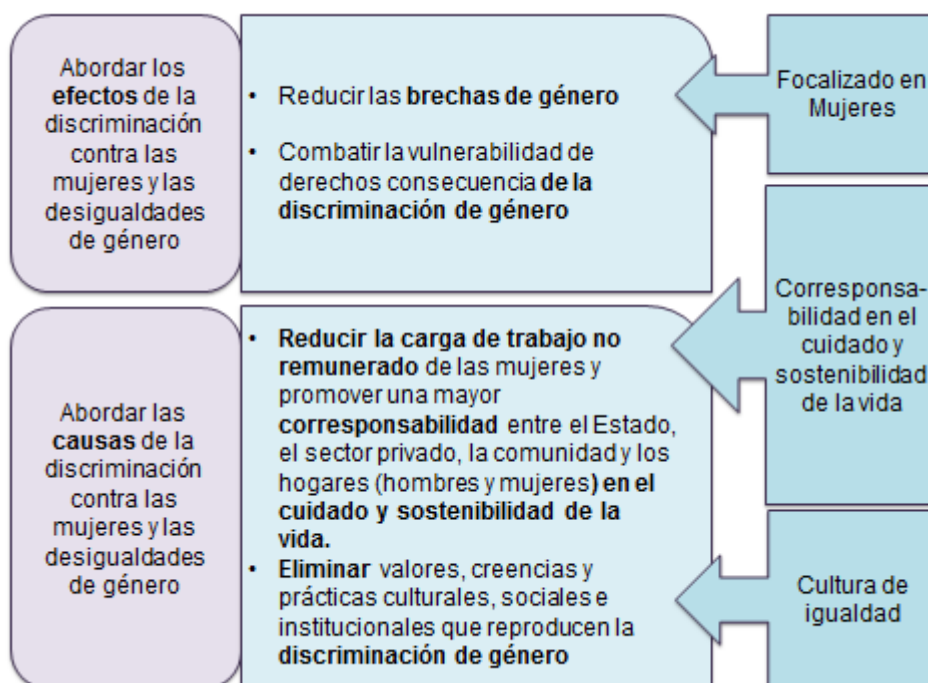 Abordar los
efectos de la
discriminación
contra las
mujeres y las
desigualdades
de género
• Reducir las brechas de género
• Combatir la vulnerabilidad de
derechos consecuencia de la
discriminación de género
Focalizado en
Mujeres
Abordar las
causas de la
discriminación
contra las
mujeres y las
desigualdades
de género
• Reducir la carga de trabajo no
remunerado de las mujeres y
promover una mayor
corresponsabilidad entre el Estado,
el sector privado, la comunidad y los
hogares (hombres y mujeres) en el
cuidado y sostenibilidad de la
vida.
• Eliminar valores, creencias y
prácticas culturales, sociales e
institucionales que reproducen la
discriminación de género
Corresponsa-
bilidad en el
cuidado y
sostenibilidad
de la vida
Cultura de
igualdad